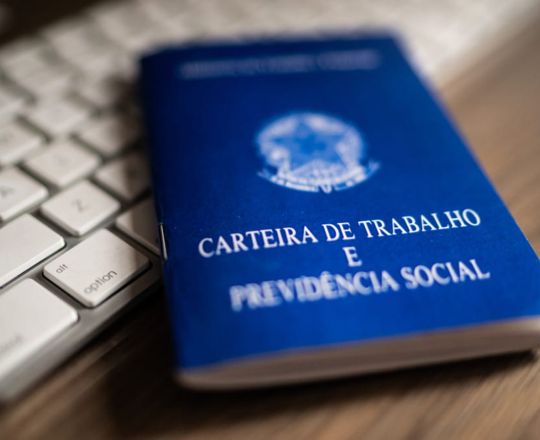 CARTEIRA DE TRABALHO
E
PREVIDÊNCIA SOCIAL
A
Z
alt
option